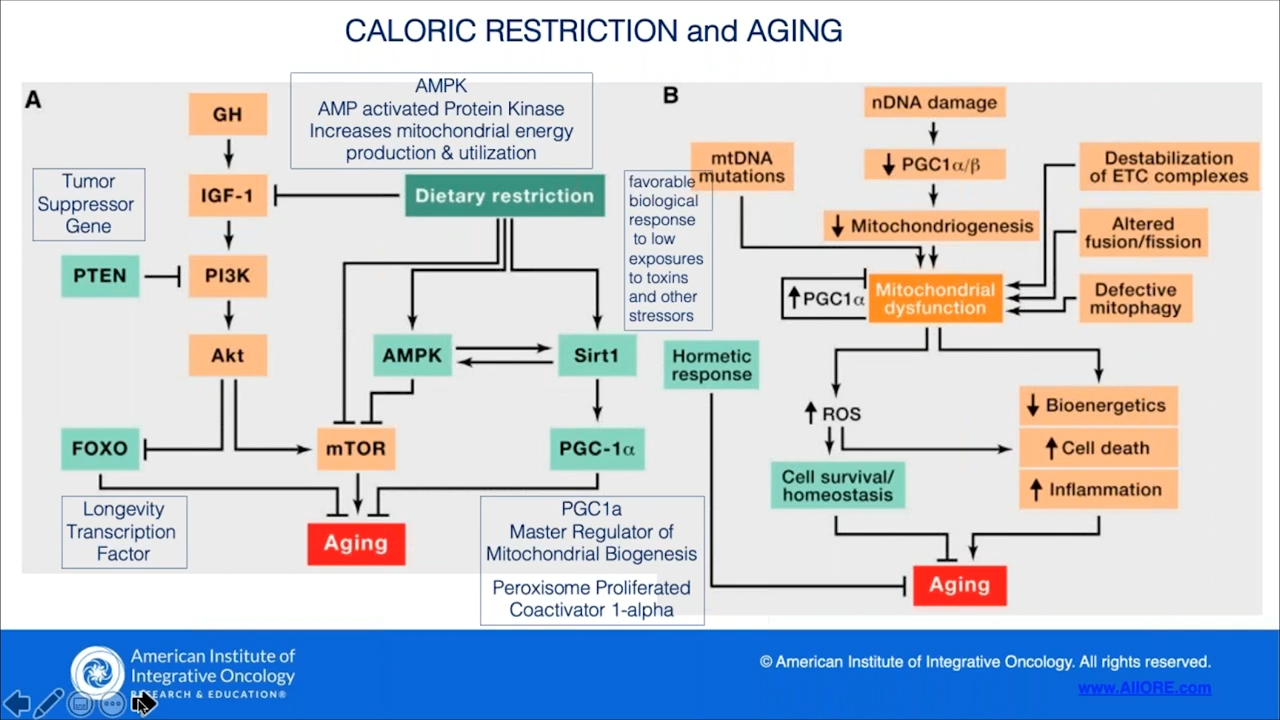 CALORIC RESTRICTION and AGING
A
GH
IGF-1
PI3K
Akt
PTEN
FOXO
mTOR
Aging
Tumor
Suppressor
Gene
Longevity
Transcription
Factor
AMPK
AMP activated Protein Kinase
Increases mitochondrial energy
production & utilization
Dietary restriction
AMPK
Sirt1
PGC-1α
PGC1a
Master Regulator of
Mitochondrial Biogenesis
Peroxisome Proliferated
Coactivator 1-alpha
B
nDNA damage
mtDNA
mutations
↓ PGC1α/β
↓ Mitochondriogenesis
Destabilization
of ETC complexes
Altered
fusion/fission
Defective
mitophagy
favorable
biological
response
to low
exposures
to toxins
and other
stressors
↑ PGC1α
Mitochondrial
dysfunction
Hormetic
response
↑ ROS
Cell survival/
homeostasis
↓ Bioenergetics
↑ Cell death
↑ Inflammation
Aging
American Institute of
Integrative Oncology
RESEARCH & EDUCATION®
© American Institute of Integrative Oncology. All rights reserved.
www.AIIORE.com